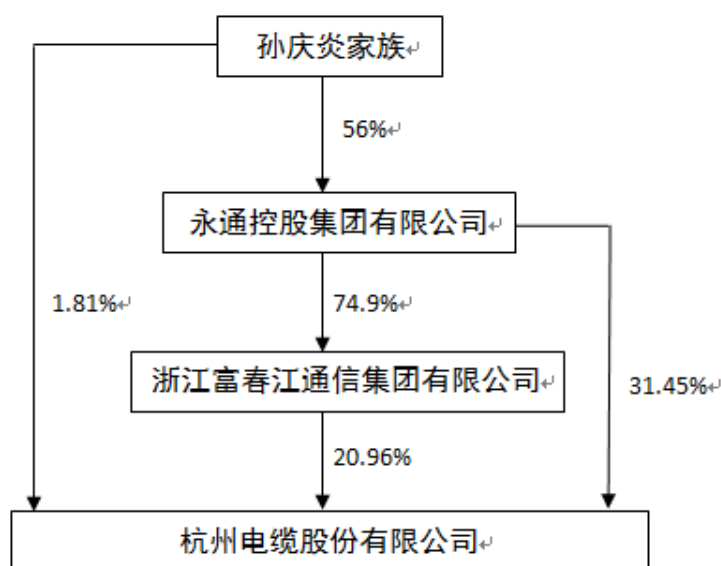 孙庆炎家族
56%
永通控股集团有限公司
1.81%
74.9%
浙江富春江通信集团有限公司
31.45%
20.96%
杭州电缆股份有限公司